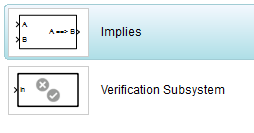 A
B
A ==> B
Implies
In
Verification Subsystem